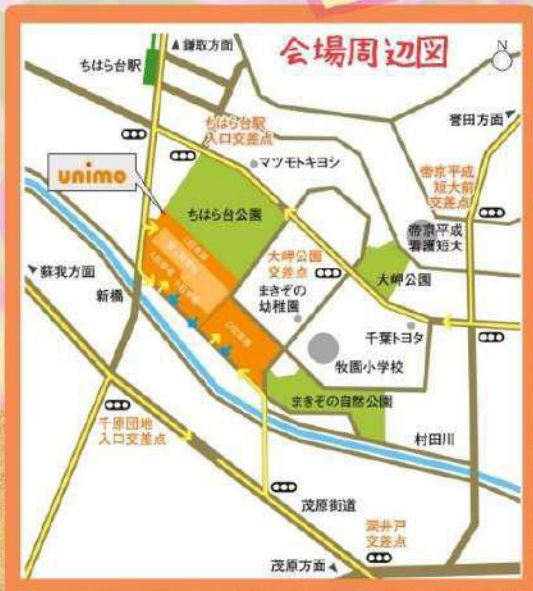 会場周辺図
N
▲鎌取方面
ちはら台駅
ちはら台駅
入口交差点
誉田方面
マツモトキヨシ
帝京平成
短大前
交差点
unimo
ちはら台公園
帝京平成
看護短大
大岬公園
交差点
大岬公園
蘇我方面
新橋
まきぞの
幼稚園
千葉トヨタ
牧園小学校
まきぞの自然公園
千原団地
入口交差点
村田川
茂原街道
潤井戸
交差点
茂原方面